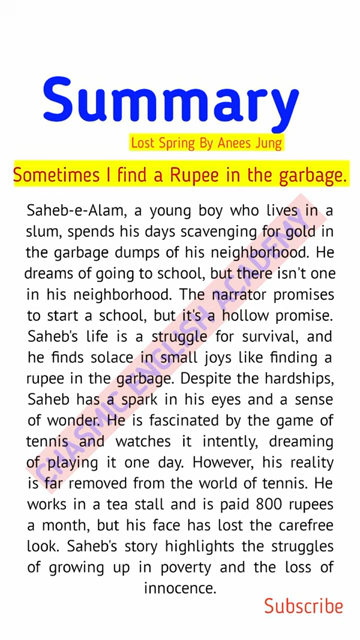 Summary
Lost Spring By Anees Jung
Sometimes I find a Rupee in the garbage.
Saheb-e-Alam, a young boy who lives in a
slum, spends his days scavenging for gold in
the garbage dumps of his neighborhood. He
dreams of going to school, but there isn't one
in his neighborhood. The narrator promises
to start a school, but it's a hollow promise.
Saheb's life is a struggle for survival, and
he finds solace in small joys like finding a
rupee in the garbage. Despite the hardships,
Saheb has a spark in his eyes and a sense
of wonder. He is fascinated by the game of
tennis and watches it intently, dreaming
of playing it one day. However, his reality
is far removed from the world of tennis. He
works in a tea stall and is paid 800 rupees
a month, but his face has lost the carefree
look. Saheb's story highlights the struggles
of growing up in poverty and the loss of
innocence.
Subscribe